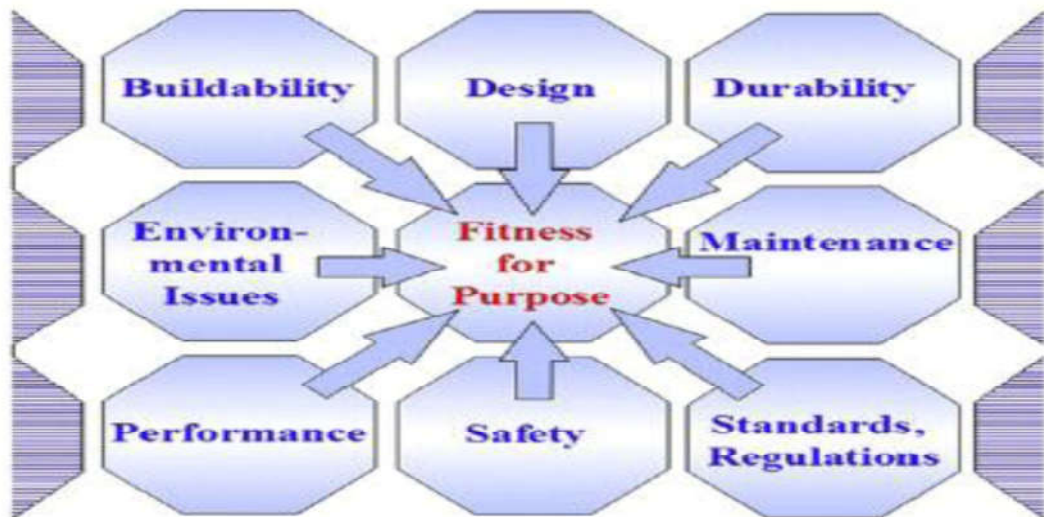 Buildability
Design
Durability
Environ-
mental
Issues
Fitness
for
Purpose
Maintenance
Performance
Safety
Standards,
Regulations